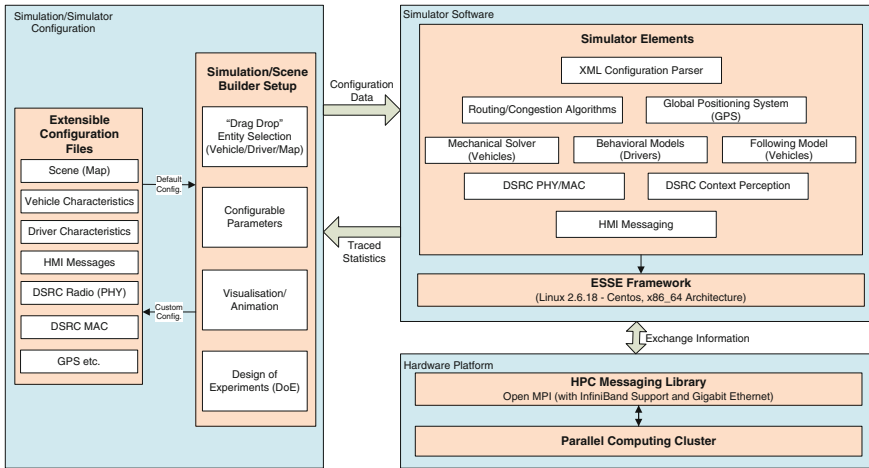 Simulation/Simulator
Configuration
Extensible
Configuration
Files
Scene (Map)
Vehicle Characteristics
Driver Characteristics
HMI Messages
DSRC Radio (PHY)
DSRC MAC
GPS etc.
Default
Config.
Custom
Config.
Simulation/Scene
Builder Setup
“Drag Drop”
Entity Selection
(Vehicle/Driver/Map)
Configurable
Parameters
Visualisation/
Animation
Design of
Experiments (DoE)
Configuration
Data
Traced
Statistics
Simulator Software
Simulator Elements
XML Configuration Parser
Routing/Congestion Algorithms
Global Positioning System
(GPS)
Mechanical Solver
(Vehicles)
Behavioral Models
(Drivers)
Following Model
(Vehicles)
DSRC PHY/MAC
DSRC Context Perception
HMI Messaging
ESSE Framework
(Linux 2.6.18 - Centos, x86_64 Architecture)
Exchange Information
Hardware Platform
HPC Messaging Library
Open MPI (with InfiniBand Support and Gigabit Ethernet)
Parallel Computing Cluster